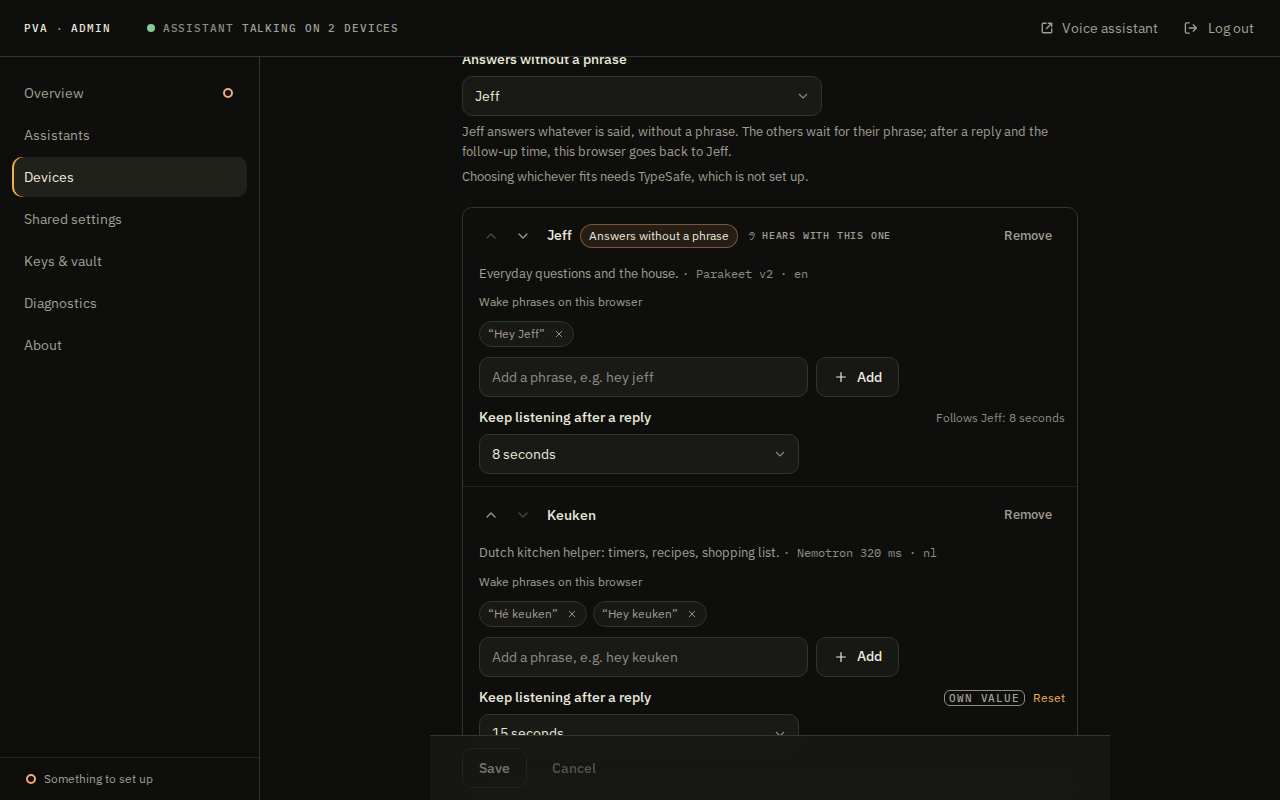 PVA · ADMIN
ASSISTANT TALKING ON 2 DEVICES
Voice assistant
Log out
Overview
Assistants
Devices
Shared settings
Keys & vault
Diagnostics
About
Something to set up
Answers without a phrase
Jeff
Jeff answers whatever is said, without a phrase. The others wait for their phrase; after a reply and the
follow-up time, this browser goes back to Jeff.
Choosing whichever fits needs TypeSafe, which is not set up.
Jeff Answers without a phrase HEARS WITH THIS ONE Remove
Everyday questions and the house. · Parakeet v2 · en
Wake phrases on this browser
“Hey Jeff”
Add a phrase, e.g. hey jeff
Add
Keep listening after a reply
Follows Jeff: 8 seconds
8 seconds
Keuken
Remove
Dutch kitchen helper: timers, recipes, shopping list. · Nemotron 320 ms · nl
Wake phrases on this browser
“Hé keuken” “Hey keuken”
Add a phrase, e.g. hey keuken
Add
Keep listening after a reply
OWN VALUE Reset
15 seconds
Save
Cancel